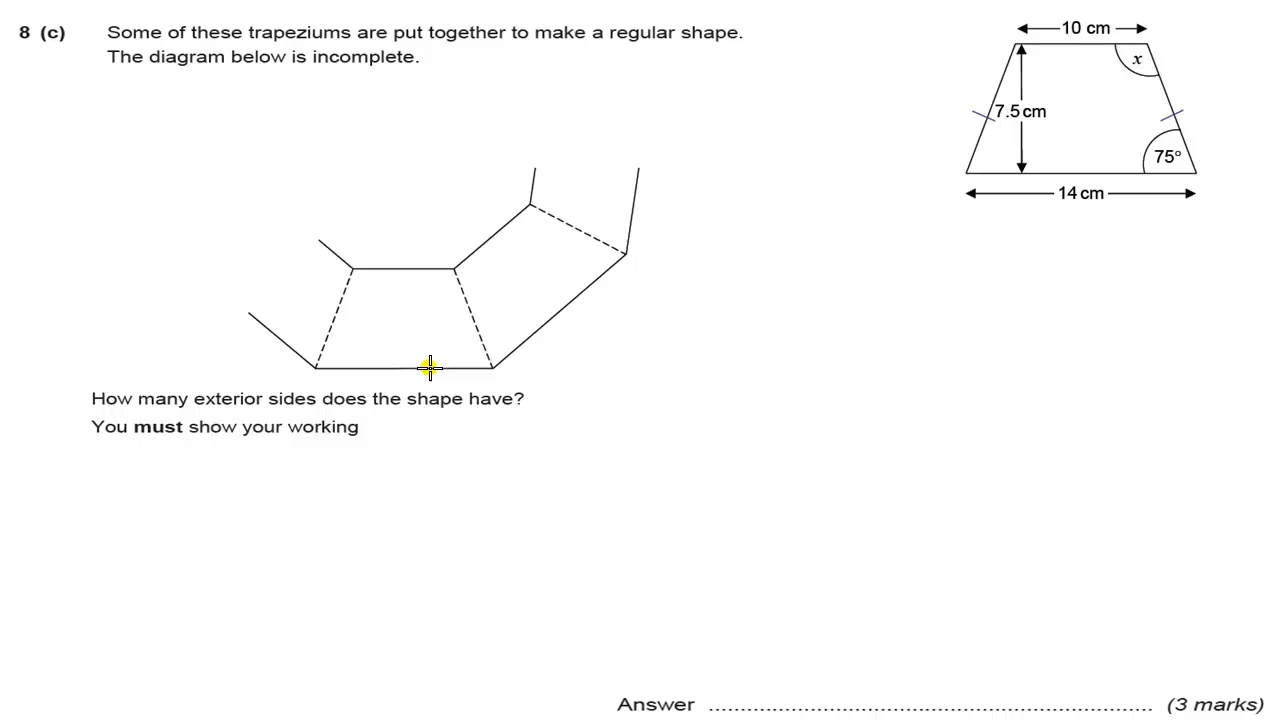 8 (c) Some of these trapeziums are put together to make a regular shape.
The diagram below is incomplete.
10 cm
x
7.5 cm
75°
14 cm
How many exterior sides does the shape have?
You must show your working
Answer ........................................................................................ (3 marks)